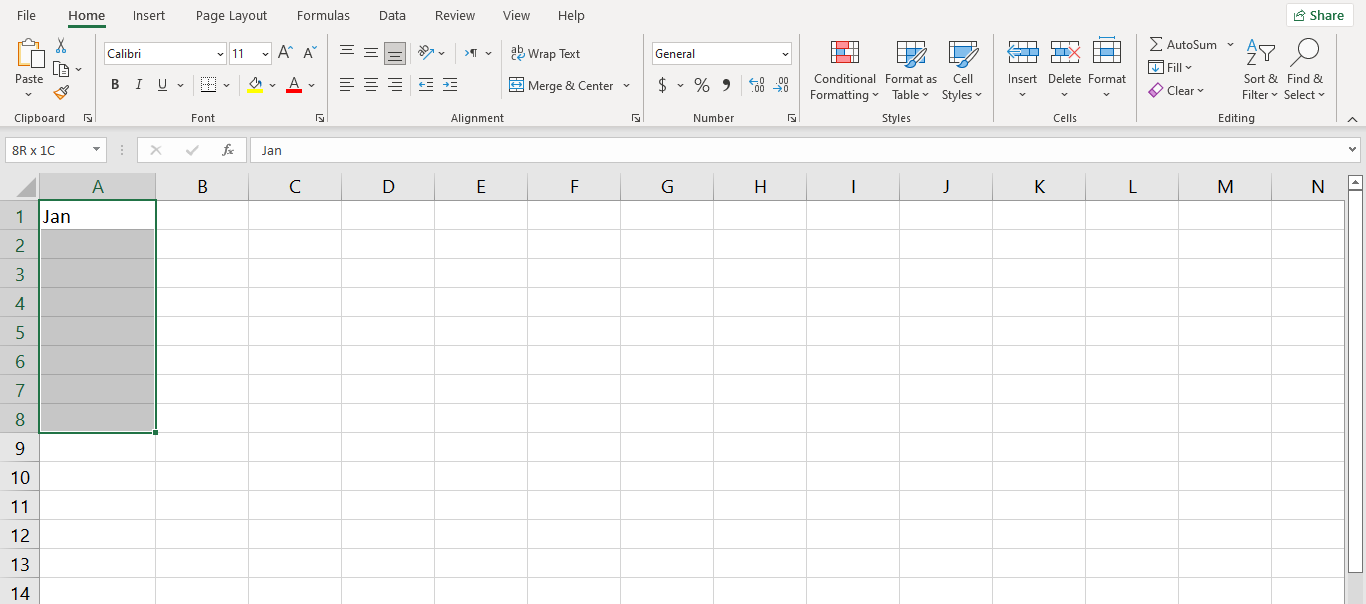 File Home Insert Page Layout Formulas Data Review View Help Share
Calibri 11 ab Wrap Text General AutoSum
Paste Conditional Format as Cell Insert Delete Format Fill Sort & Find &
B I U A Merge & Center $ % Formatting Table Styles Clear Filter Select
Clipboard Font Alignment Number Styles Cells Editing
8R x 1C fx Jan
A B C D E F G H I J K L M N
1 Jan
2
3
4
5
6
7
8
9
10
11
12
13
14